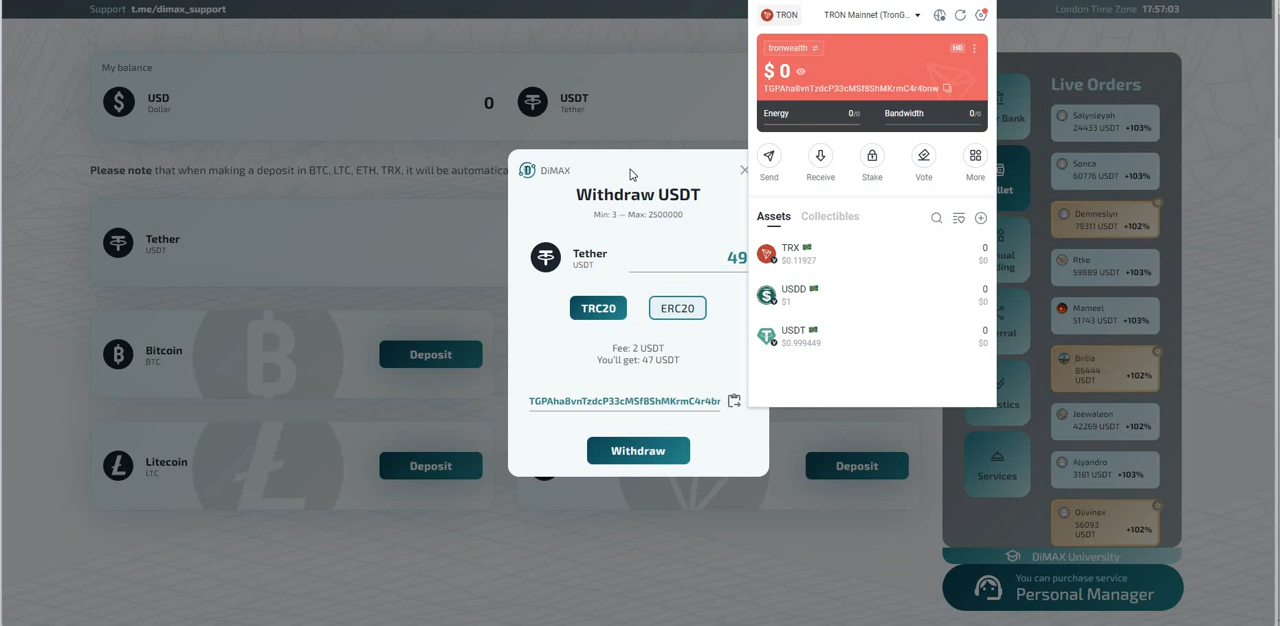 Support t.me/dimax_support
London Time Zone 17:57:03
My balance
USD
Dollar
0
USDT
Tether
Please note that when making a deposit in BTC, LTC, ETH, TRX, it will be
Tether
USDT
Bitcoin
BTC
Deposit
Litecoin
LTC
Deposit
Deposit
DiMAX
Withdraw USDT
Min: 3 — Max: 2500000
Tether
USDT
49
TRC20
ERC20
Fee: 2 USDT
You'll get: 47 USDT
TGPAha8vnTzdcP33cMSf8ShMKrmC4r4br
Withdraw
TRON
TRON Mainnet (TronG...
tronwealth
HD
$ 0
TGPAha8vnTzdcP33cMSf8ShMKrmC4r4bnw
Energy
0/0
Bandwidth
0/0
Send
Receive
Stake
Vote
More
Assets
Collectibles
TRX
0
$0.11927
$0
USDD
0
$1
$0
USDT
0
$0.999449
$0
Bank
Services
Live Orders
Salynleyah
24433 USDT +103%
Sonca
60776 USDT +103%
Denmeslyn
79311 USDT +102%
Rtke
59889 USDT +103%
Mameel
51743 USDT +103%
Brilia
86444
USDT
+102%
Jeewaleon
42269 USDT +102%
Alyandro
3181 USDT +103%
Olivinex
56093
USDT
+102%
DiMAX University
You can purchase service
Personal Manager